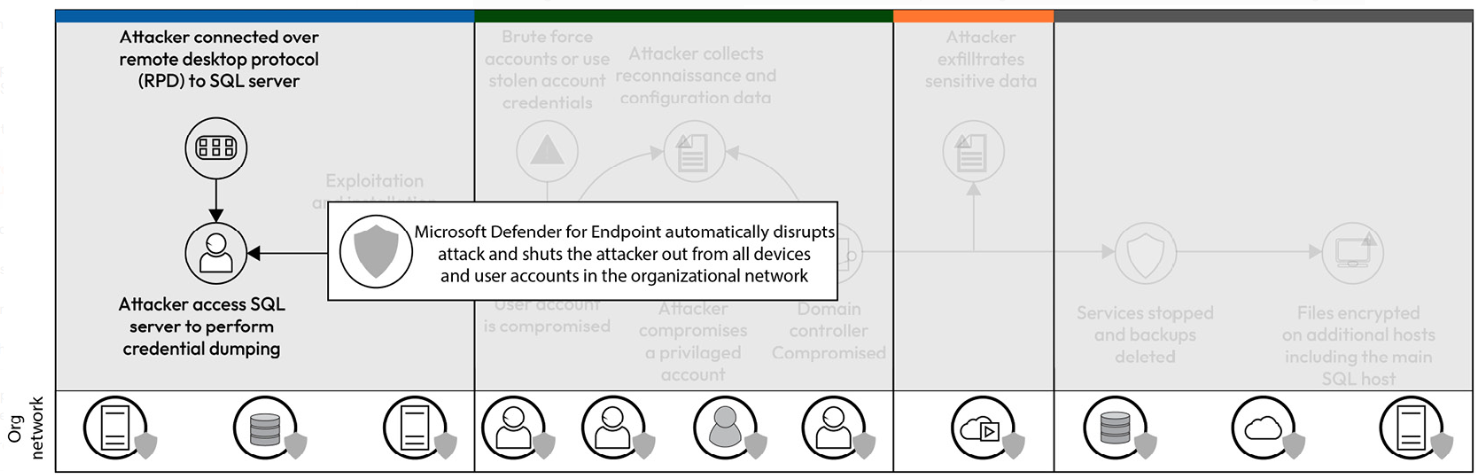 Attacker connected over
remote desktop protocol
(RPD) to SQL server
Exploitation
and installation
Attacker access SQL
server to perform
credential dumping
Microsoft Defender for Endpoint automatically disrupts
attack and shuts the attacker out from all devices
and user accounts in the organizational network
Brute force
accounts or use
stolen account
credentials
Attacker collects
reconnaissance and
configuration data
User account
is compromised
Attacker
compromises
a privilaged
account
Domain
controller
Compromised
Attacker
exfilltrates
sensitive data
Services stopped
and backups
deleted
Files encrypted
on additional hosts
including the main
SQL host
Org
network